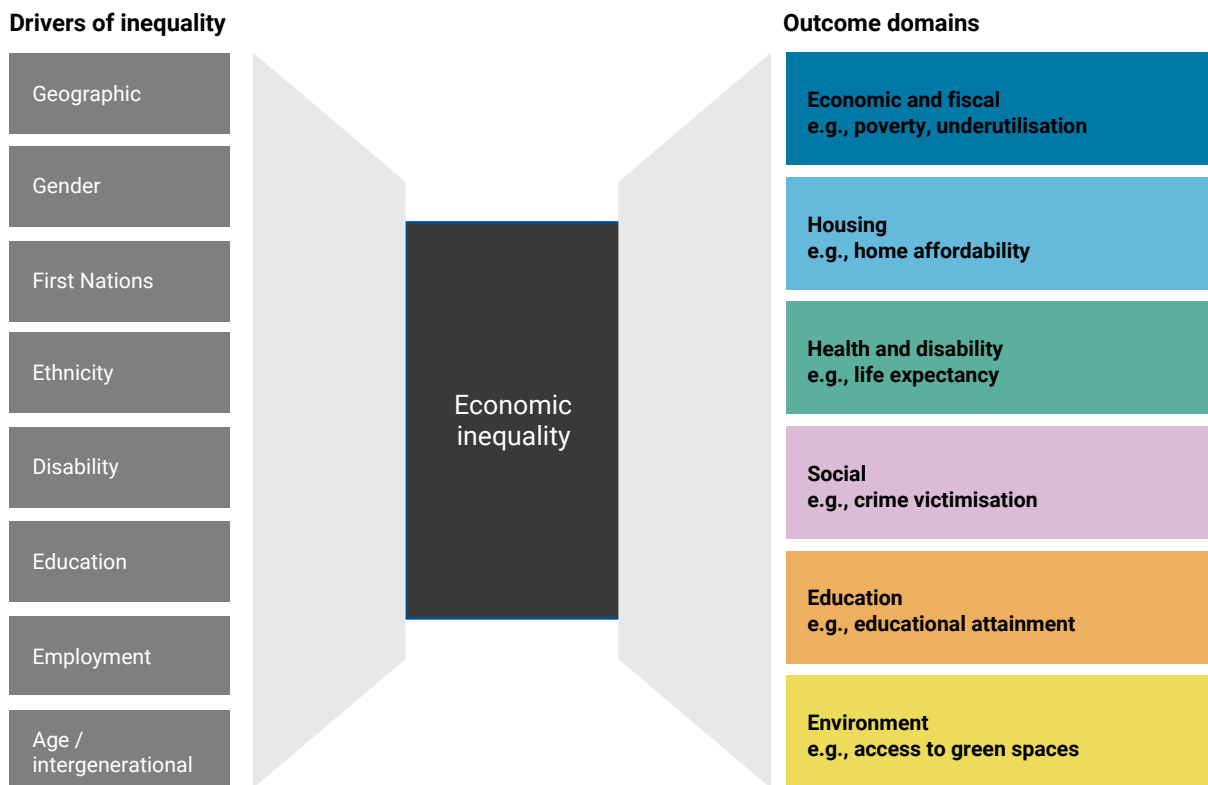 Drivers of inequality
Geographic
Gender
First Nations
Ethnicity
Disability
Education
Employment
Age /
intergenerational
Economic
inequality
Outcome domains
Economic and fiscal
e.g., poverty, underutilisation
Housing
e.g., home affordability
Health and disability
e.g., life expectancy
Social
e.g., crime victimisation
Education
e.g., educational attainment
Environment
e.g., access to green spaces